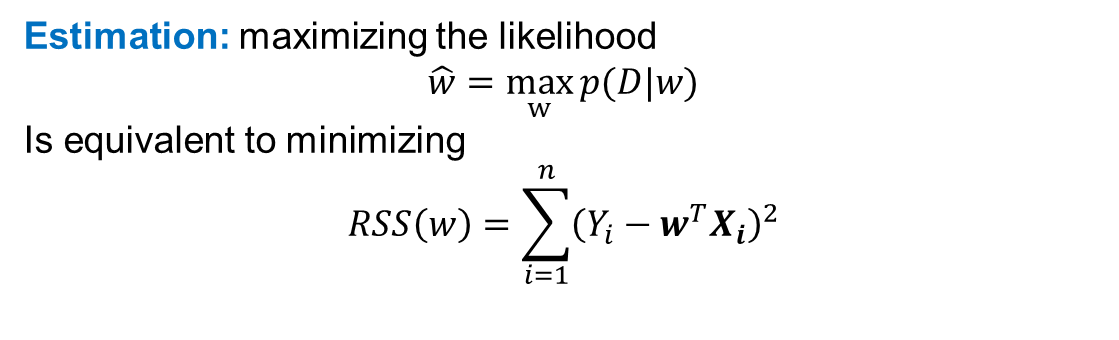 Estimation: maximizing the likelihood
ŵ = max p(D|w)
w
Is equivalent to minimizing
n
RSS(w) = ∑(Yᵢ − wᵀXᵢ)²
i=1